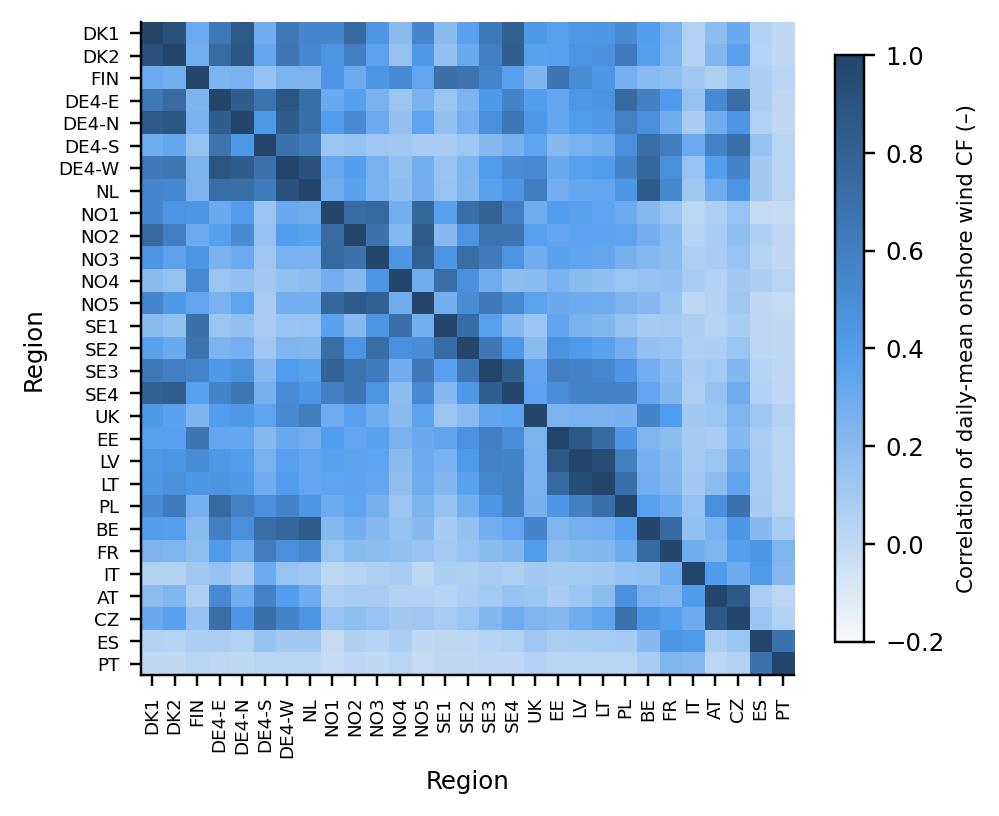 DK1
DK2
FIN
DE4-E
DE4-N
DE4-S
DE4-W
NL
NO1
NO2
NO3
NO4
NO5
SE1
SE2
SE3
SE4
UK
EE
LV
LT
PL
BE
FR
IT
AT
CZ
ES
PT
Region
DK1 DK2 FIN DE4-E DE4-N DE4-S DE4-W NL NO1 NO2 NO3 NO4 NO5 SE1 SE2 SE3 SE4 UK EE LV LT PL BE FR IT AT CZ ES PT
Region
1.0
0.8
0.6
0.4
0.2
0.0
−0.2
Correlation of daily-mean onshore wind CF (−)